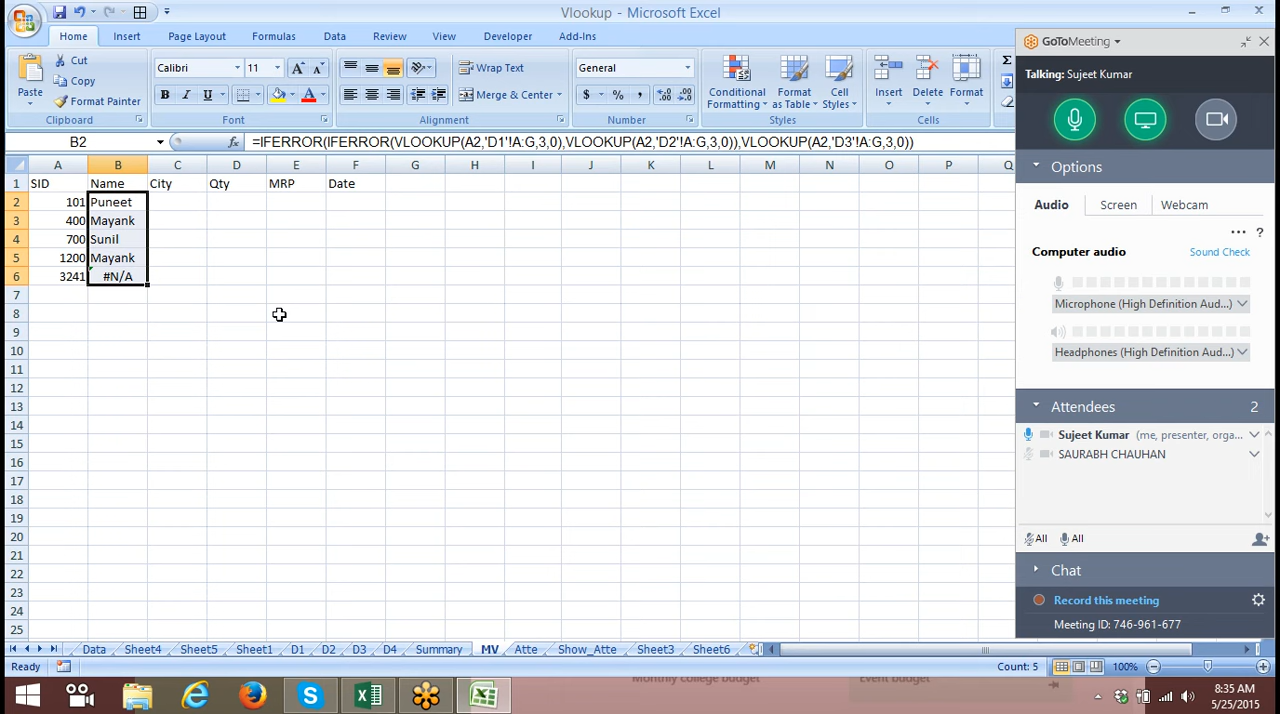 Vlookup - Microsoft Excel
Home Insert Page Layout Formulas Data Review View Developer Add-Ins
Paste Cut Copy Format Painter
Calibri 11 A A
B I U A
Wrap Text
Merge & Center
General
$ % ,
Conditional Formatting Format as Table Cell Styles
Insert Delete Format
Σ
Clipboard Font Alignment Number Styles Cells
B2 fx =IFERROR(IFERROR(VLOOKUP(A2,'D1'!A:G,3,0),VLOOKUP(A2,'D2'!A:G,3,0)),VLOOKUP(A2,'D3'!A:G,3,0))
A B C D E F G H I J K L M N O P Q
1 SID Name City Qty MRP Date
2 101 Puneet
3 400 Mayank
4 700 Sunil
5 1200 Mayank
6 3241 #N/A
7
8
9
10
11
12
13
14
15
16
17
18
19
20
21
22
23
24
25
Data Sheet4 Sheet5 Sheet1 D1 D2 D3 D4 Summary MV Atte Show_Atte Sheet3 Sheet6
Ready Count: 5 100%
GoToMeeting
Talking: Sujeet Kumar
Options
Audio Screen Webcam
... ?
Computer audio Sound Check
Microphone (High Definition Aud...)
Headphones (High Definition Aud...)
Attendees 2
Sujeet Kumar (me, presenter, orga...
SAURABH CHAUHAN
All All
Chat
Record this meeting
Meeting ID: 746-961-677
Monthly college budget Event budget
8:35 AM
5/25/2015